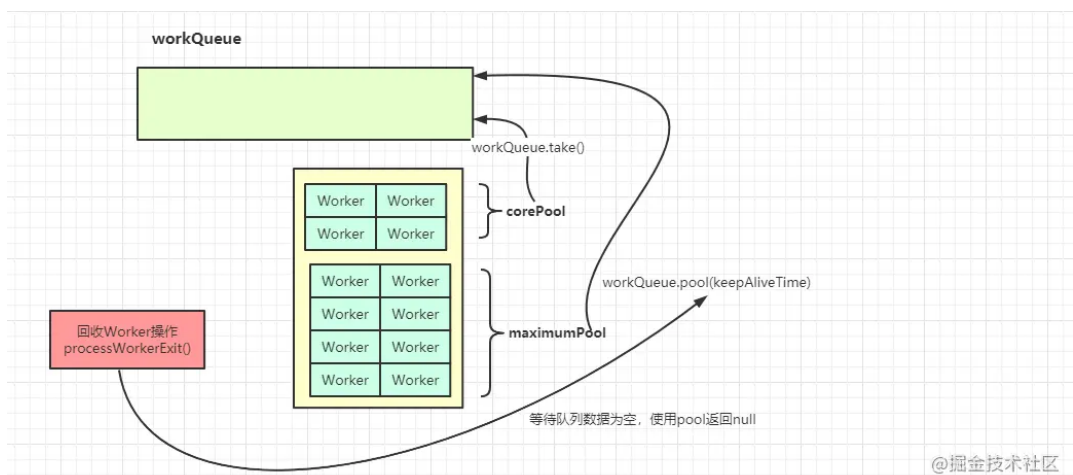 workQueue
workQueue.take()
Worker Worker
Worker Worker
corePool
Worker Worker
Worker Worker
Worker Worker
Worker Worker
maximumPool
workQueue.pool(keepAliveTime)
回收Worker操作
processWorkerExit()
等待队列数据为空，使用pool返回null
@掘金技术社区